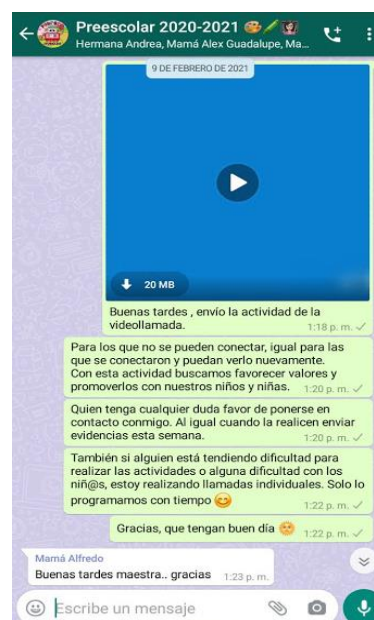 Preescolar 2020-2021
Hermana Andrea, Mamá Alex Guadalupe, Ma...
9 DE FEBRERO DE 2021
20 MB
Buenas tardes , envío la actividad de la
videollamada.
1:18 p. m.
Para los que no se pueden conectar, igual para las
que se conectaron y puedan verlo nuevamente.
Con esta actividad buscamos favorecer valores y
promoverlos con nuestros niños y niñas.
1:20 p. m.
Quien tenga cualquier duda favor de ponerse en
contacto conmigo. Al igual cuando la realicen enviar
evidencias esta semana.
1:20 p. m.
También si alguien está tendiendo dificultad para
realizar las actividades o alguna dificultad con los
niñ@s, estoy realizando llamadas individuales. Solo lo
programamos con tiempo 😊
1:22 p. m.
Gracias, que tengan buen día 😊
1:22 p. m.
Mamá Alfredo
Buenas tardes maestra.. gracias
1:23 p. m.
Escribe un mensaje